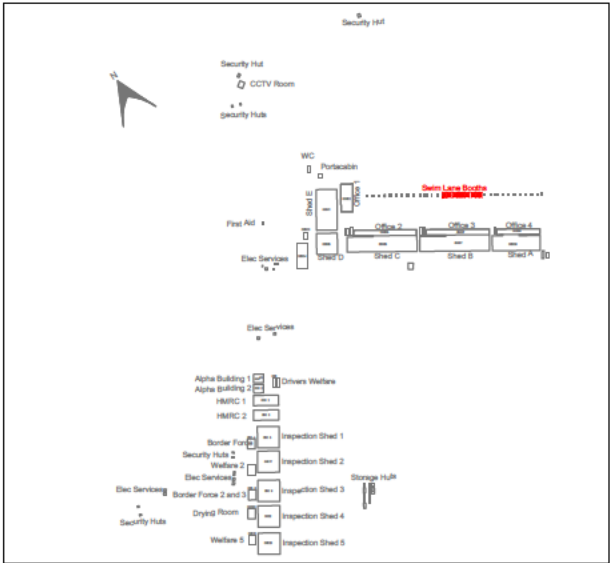 Security Hut
Security Hut
CCTV Room
Security Huts
N
WC
Portacabin
Shed E
Office 1
Swim Lane Booths
First Aid
Office 2
Office 3
Office 4
Elec Services
Shed D
Shed C
Shed B
Shed A
Elec Services
Alpha Building 1
Drivers Welfare
Alpha Building 2
HMRC 1
HMRC 2
Border Force
Inspection Shed 1
Security Huts
Inspection Shed 2
Welfare 2
Elec Services
Storage Huts
Elec Services
Border Force 2 and 3
Inspection Shed 3
Drying Room
Inspection Shed 4
Security Huts
Welfare 5
Inspection Shed 5